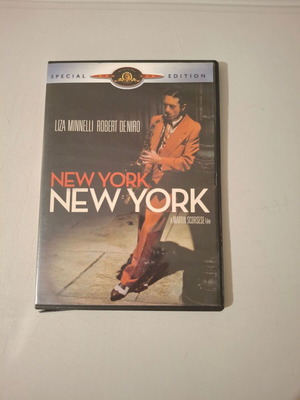 SPECIAL EDITION
LIZA MINNELLI ROBERT DE NIRO
NEW YORK,
NEW YORK
A MARTIN SCORSESE Film